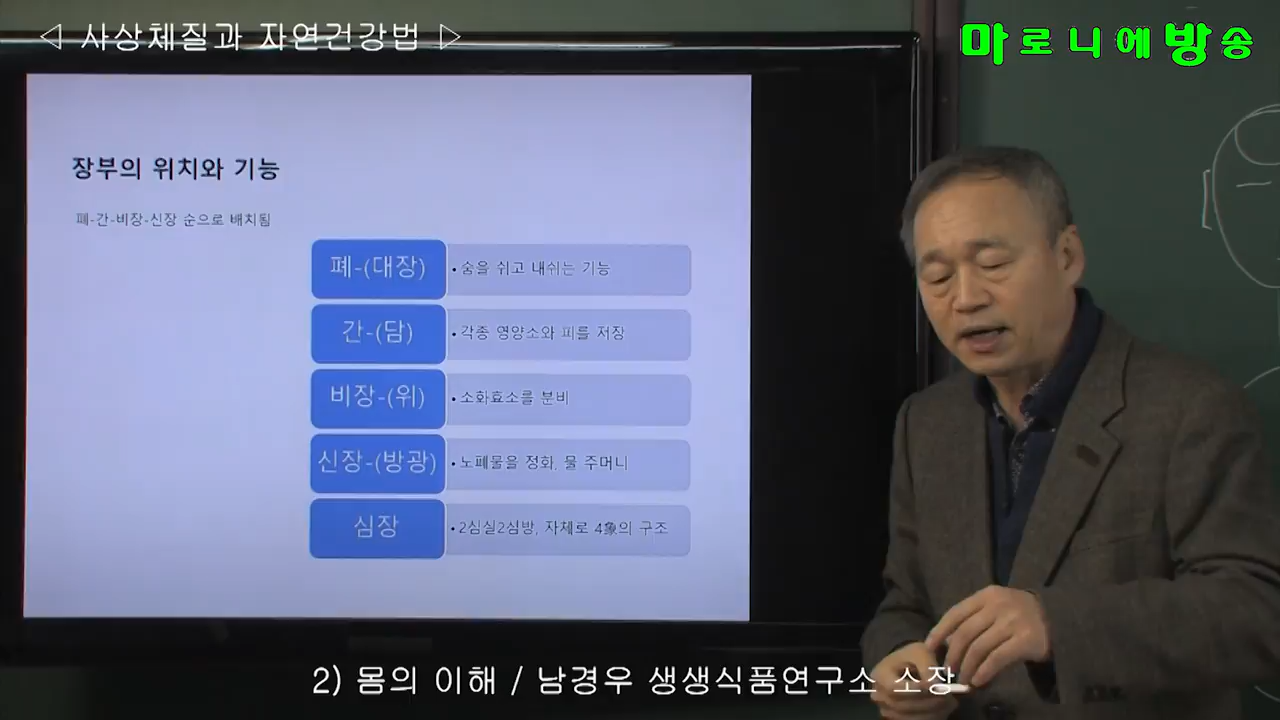 ◁ 사상체질과 자연건강법 ▷
마로니에방송
장부의 위치와 기능
폐-간-비장-신장 순으로 배치됨
폐-(대장)
• 숨을 쉬고 내쉬는 기능
간-(담)
• 각종 영양소와 피를 저장
비장-(위)
• 소화효소를 분비
신장-(방광)
• 노폐물을 정화, 물 주머니
심장
• 2심실2심방, 자체로 4象의 구조
2) 몸의 이해 / 남경우 생생식품연구소 소장